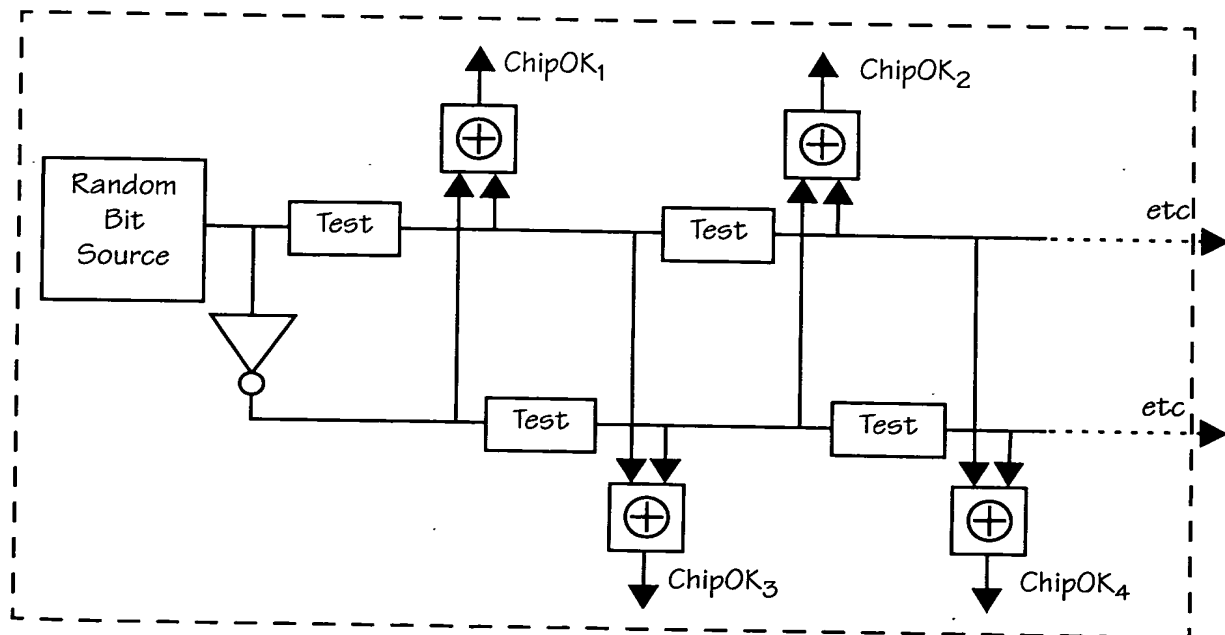 ChipOK₁
ChipOK₂
Random
Bit
Source
Test
Test
etc
Test
Test
etc
ChipOK₃
ChipOK₄